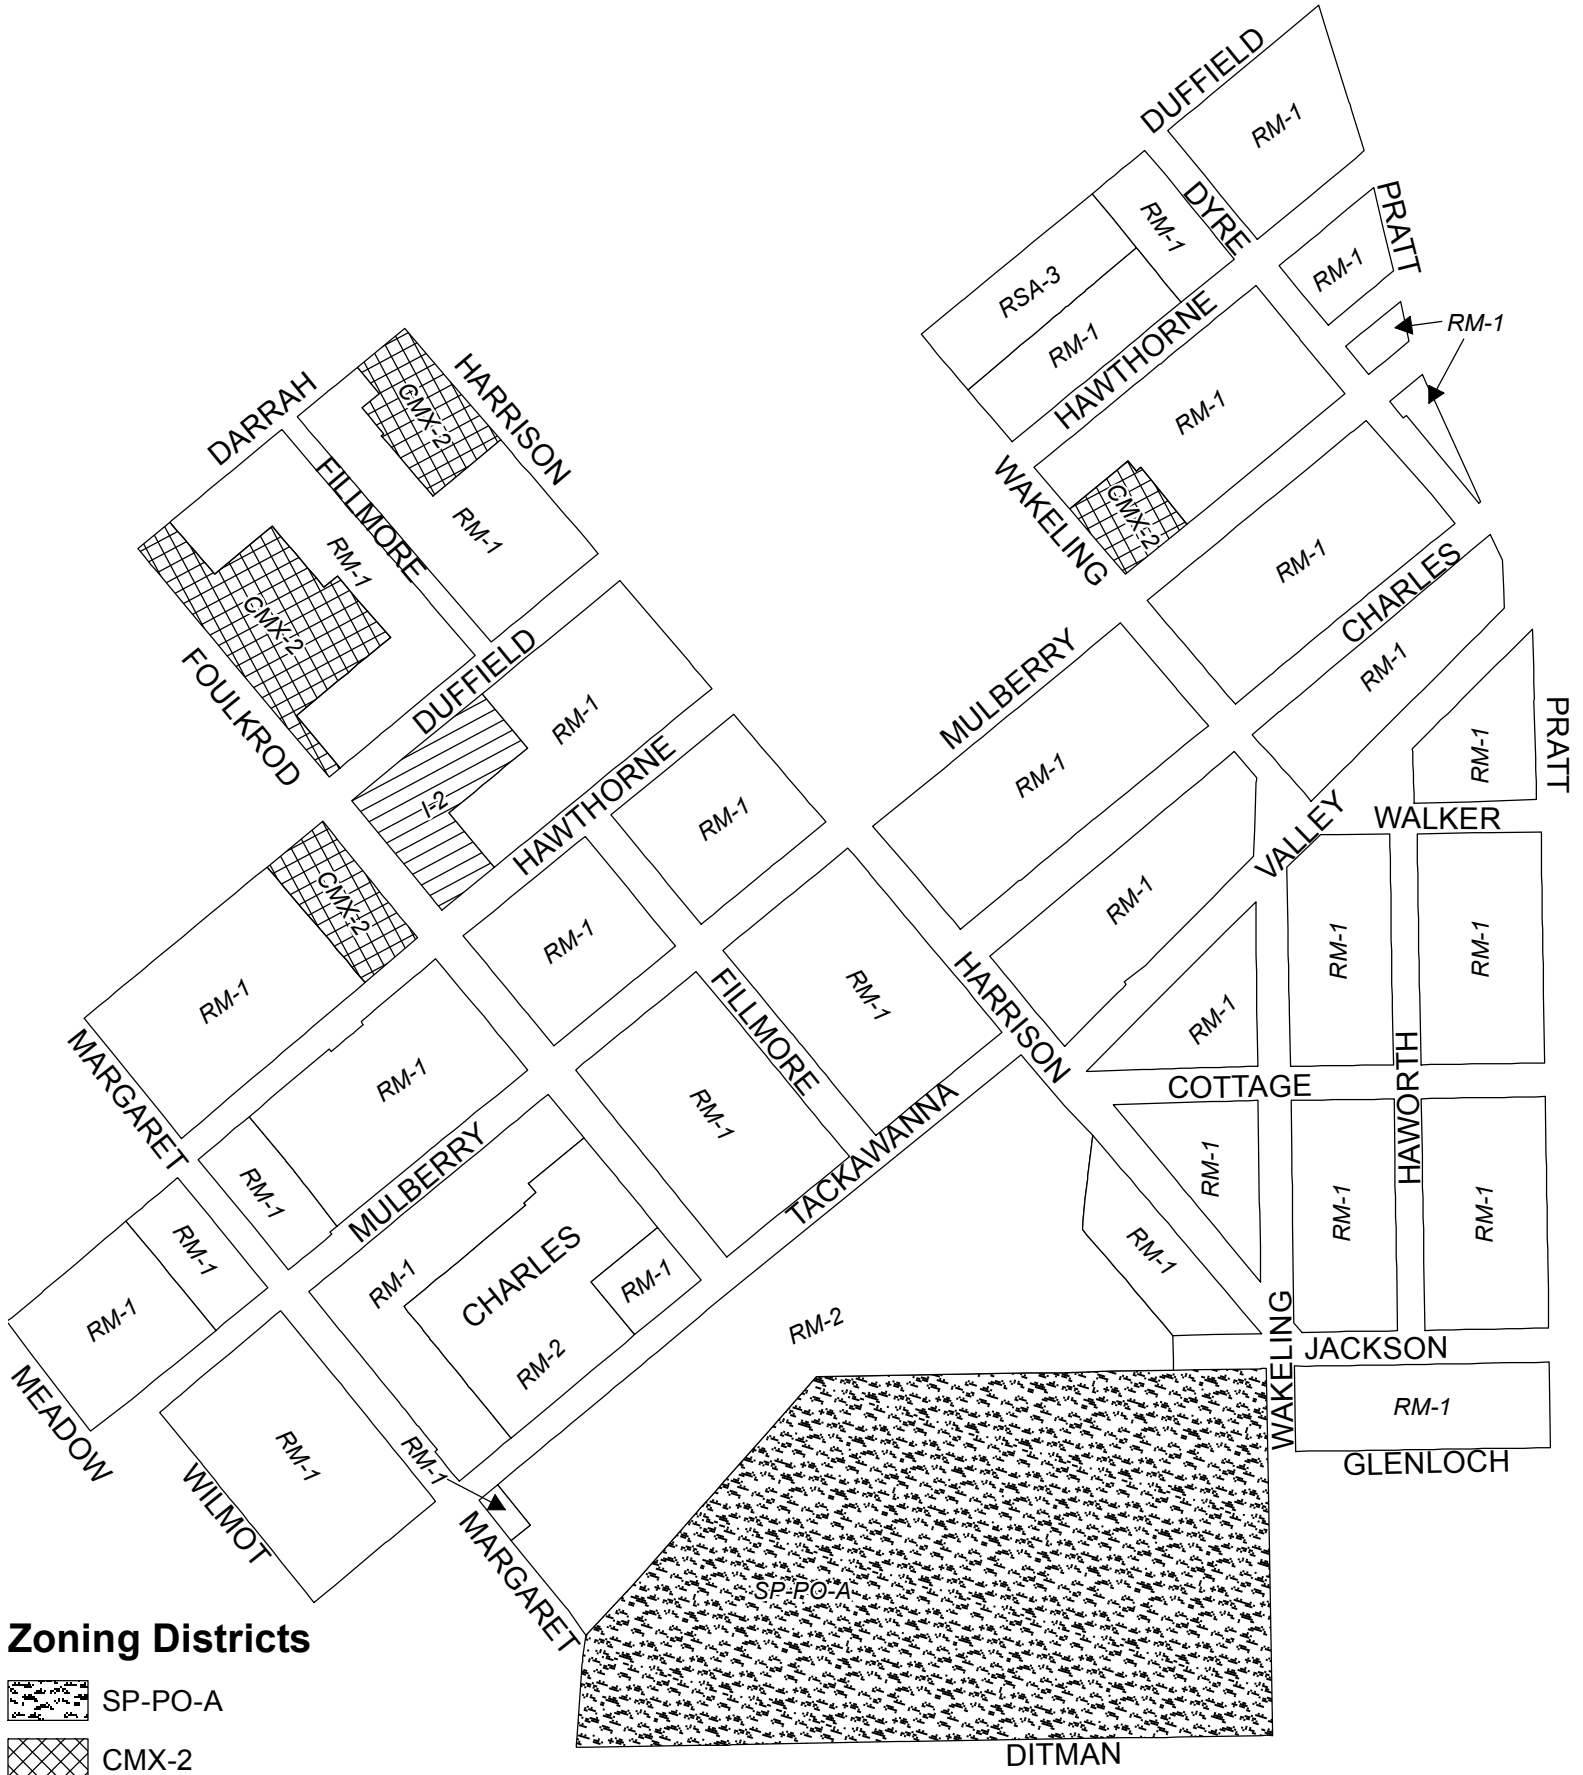 DUFFIELD
RM-1
PRATT
DYRE
RM-1
RM-1
RSA-3
RM-1
HAWTHORNE
RM-1
RM-1
HARRISON
DARRAH
CMX-2
FILLMORE
RM-1
RM-1
CMX-2
FOULKROD
WAKELING
CMX-2
RM-1
CHARLES
RM-1
DUFFIELD
RM-1
I-2
HAWTHORNE
RM-1
MULBERRY
RM-1
RM-1
PRATT
WALKER
VALLEY
CMX-2
RM-1
RM-1
RM-1
RM-1
RM-1
RM-1
RM-1
FILLMORE
HARRISON
RM-1
MARGARET
RM-1
RM-1
COTTAGE
HAWORTH
TACKAWANNA
MULBERRY
RM-1
RM-1
RM-1
RM-1
RM-1
RM-1
RM-1
RM-1
CHARLES
RM-1
RM-2
RM-2
WAKELING
JACKSON
MEADOW
RM-1
RM-1
RM-1
GLENLOCH
WILMOT
MARGARET
SP-PO-A
Zoning Districts
SP-PO-A
CMX-2
DITMAN